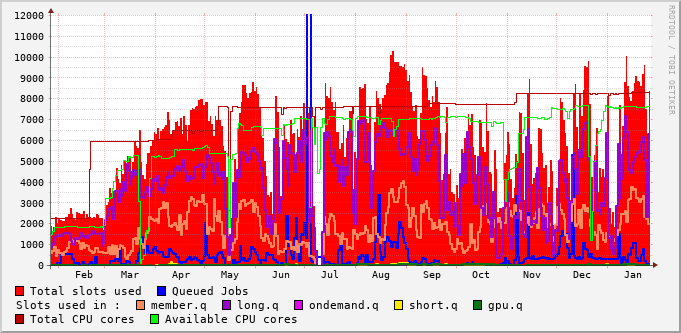 12000
11000
10000
9000
8000
7000
6000
5000
4000
3000
2000
1000
0
Feb Mar Apr May Jun Jul Aug Sep Oct Nov Dec Jan
Total slots used Queued Jobs
Slots used in : member.q long.q ondemand.q short.q gpu.q
Total CPU cores Available CPU cores
RRDTOOL / TOBI OETIKER